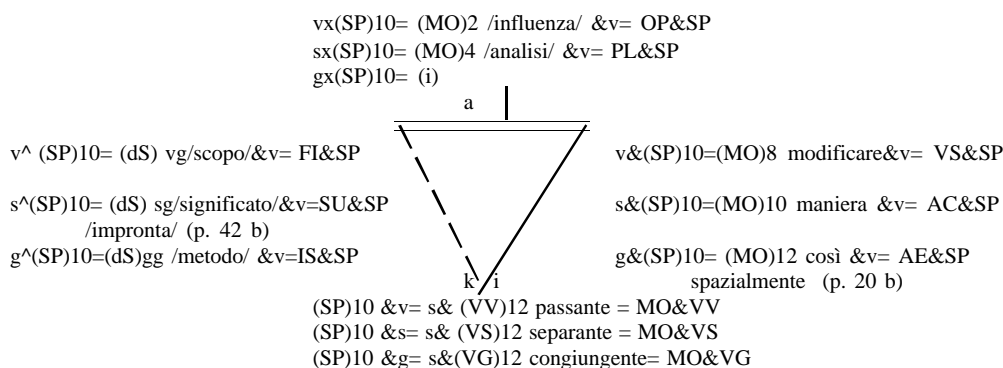 vx(SP)10= (MO)2 /influenza/ &v= OP&SP
sx(SP)10= (MO)4 /analisi/ &v= PL&SP
gx(SP)10= (i)
a
v^ (SP)10= (dS) vg/scopo/&v= FI&SP
v&(SP)10=(MO)8 modificare&v= VS&SP
s^(SP)10= (dS) sg/significato/&v=SU&SP
/impronta/ (p. 42 b)
s&(SP)10=(MO)10 maniera &v= AC&SP
g^(SP)10=(dS)gg /metodo/ &v=IS&SP
g&(SP)10= (MO)12 così &v= AE&SP
spazialmente (p. 20 b)
k i
(SP)10 &v= s& (VV)12 passante = MO&VV
(SP)10 &s= s& (VS)12 separante = MO&VS
(SP)10 &g= s&(VG)12 congiungente= MO&VG